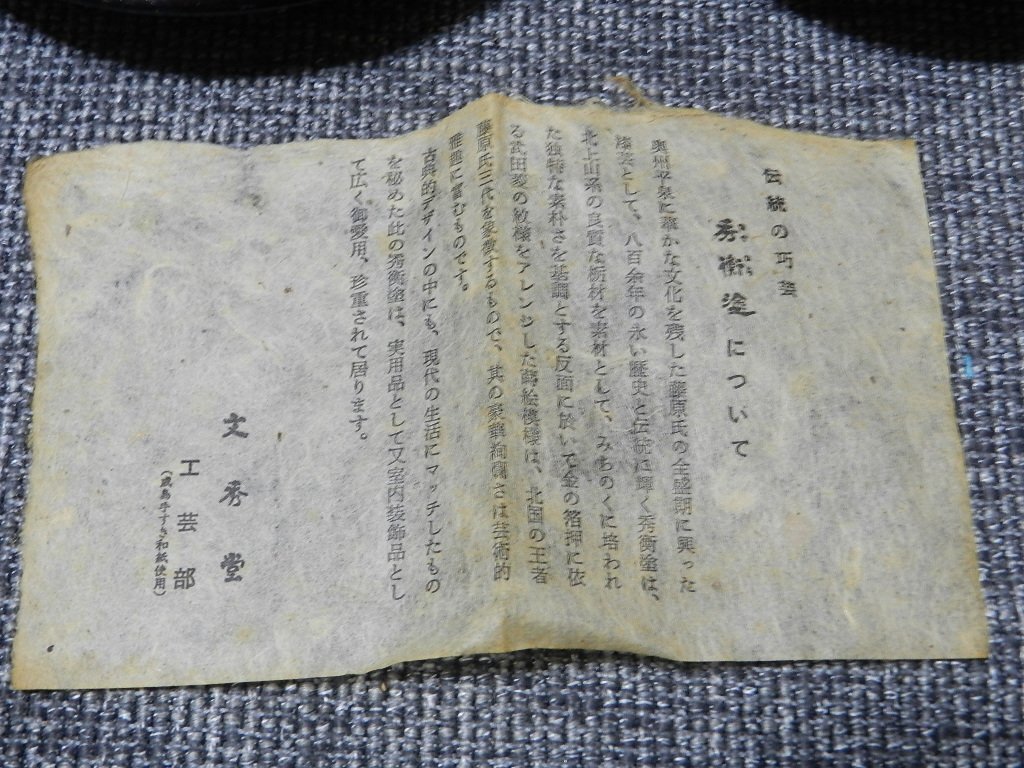 伝統の巧芸
秀衡塗について
奥州平泉に華かな文化を残した藤原氏の全盛期に興った
漆芸として、八百余年の永い歴史と伝統に輝く秀衡塗は、
北上山系の良質な栃材を素材として、みちのくに培われ
た独特な素朴さを基調とする反面に於いて金の箔押に依
る武田菱の紋様をアレンジした蒔絵模様は、北国の王者
藤原氏三代を象徴するもので、其の豪華絢爛さは芸術的
雅趣に富むものです。
古典的デザインの中にも、現代の生活にマッチしたもの
を秘めた此の秀衡塗は、実用品として又室内装飾品とし
て広く御愛用、珍重されて居ります。
文秀堂
工芸部
(成島手すき和紙使用)